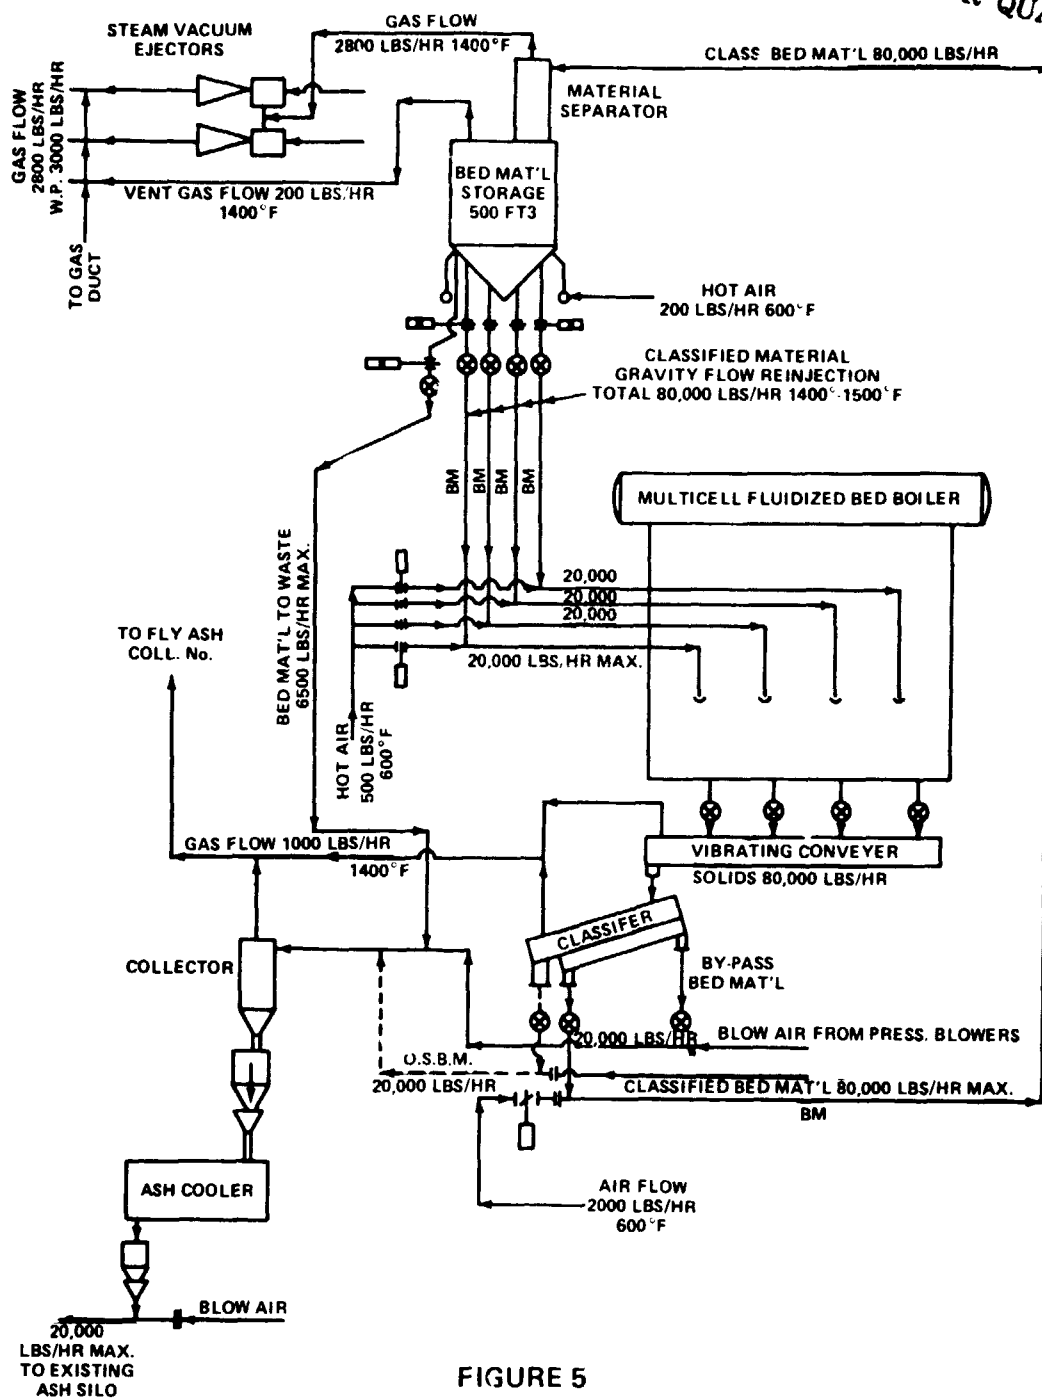 STEAM VACUUM
EJECTORS
GAS FLOW
2800 LBS/HR 1400°F
CLASS BED MAT'L 80,000 LBS/HR
MATERIAL
SEPARATOR
GAS FLOW
2800 LBS/HR
W.P. 3000 LBS/HR
BED MAT'L
STORAGE
500 FT3
VENT GAS FLOW 200 LBS/HR
1400°F
TO GAS
DUCT
HOT AIR
200 LBS/HR 600°F
CLASSIFIED MATERIAL
GRAVITY FLOW REINJECTION
TOTAL 80,000 LBS/HR 1400°-1500°F
BM
BM
BM
BM
MULTICELL FLUIDIZED BED BOILER
BED MAT'L TO WASTE
6500 LBS/HR MAX.
20,000
20,000
20,000
20,000 LBS/HR MAX.
TO FLY ASH
COLL. No.
HOT AIR
500 LBS/HR
600°F
GAS FLOW 1000 LBS/HR
1400°F
VIBRATING CONVEYER
SOLIDS 80,000 LBS/HR
CLASSIFER
COLLECTOR
BY-PASS
BED MAT'L
20,000 LBS/HR
BLOW AIR FROM PRESS. BLOWERS
O.S.B.M.
20,000 LBS/HR
CLASSIFIED BED MAT'L 80,000 LBS/HR MAX.
BM
ASH COOLER
AIR FLOW
2000 LBS/HR
600°F
BLOW AIR
20,000
LBS/HR MAX.
TO EXISTING
ASH SILO
FIGURE 5